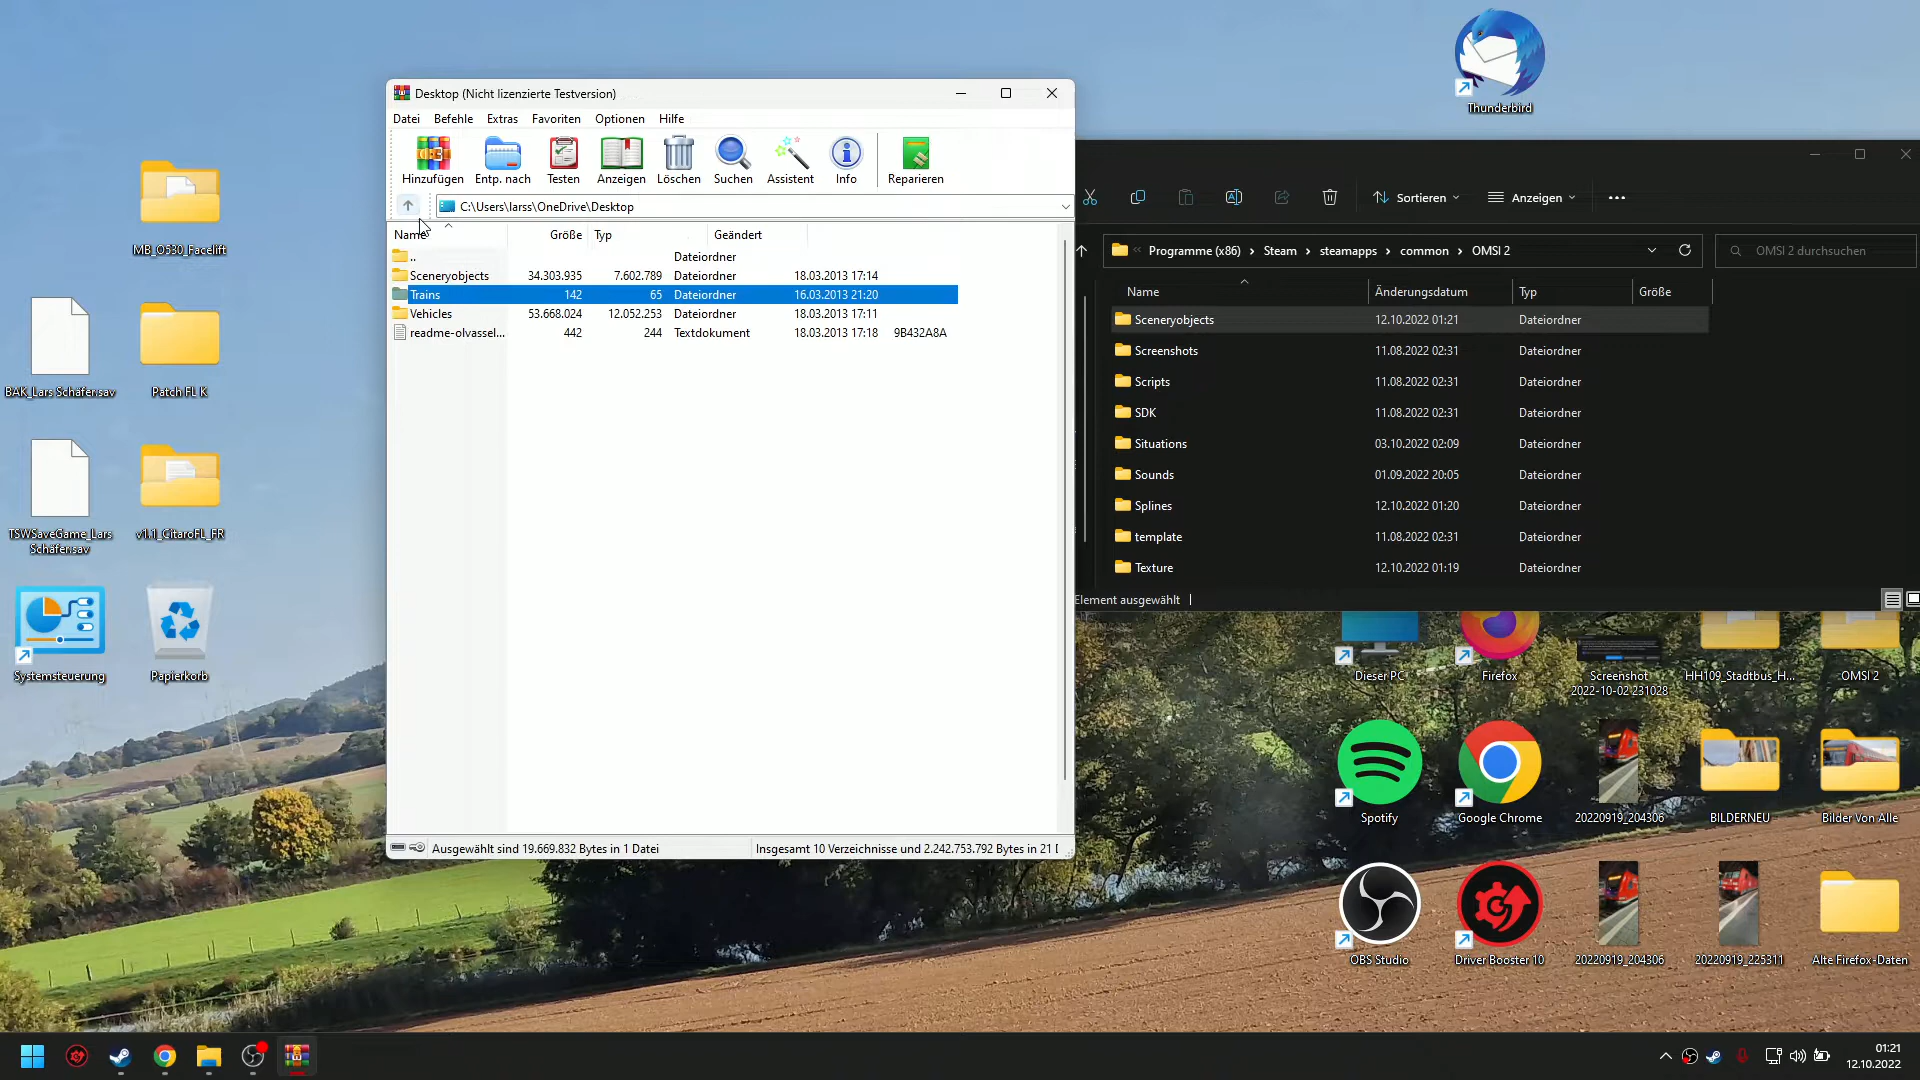 Thunderbird
Desktop (Nicht lizenzierte Testversion)
Datei Befehle Extras Favoriten Optionen Hilfe
Hinzufügen Entp. nach Testen Anzeigen Löschen Suchen Assistent Info Reparieren
C:\Users\larss\OneDrive\Desktop
Name Größe Typ Geändert
.. Dateiordner
Sceneryobjects 34.303.935 7.602.789 Dateiordner 18.03.2013 17:14
Trains 142 65 Dateiordner 16.03.2013 21:20
Vehicles 53.668.024 12.052.253 Dateiordner 18.03.2013 17:11
readme-olvassel... 442 244 Textdokument 18.03.2013 17:18 9B432A8A
Ausgewählt sind 19.669.832 Bytes in 1 Datei
Insgesamt 10 Verzeichnisse und 2.242.753.792 Bytes in 21 D
Sortieren Anzeigen
Programme (x86) > Steam > steamapps > common > OMSI 2
OMSI 2 durchsuchen
Name Änderungsdatum Typ Größe
Sceneryobjects 12.10.2022 01:21 Dateiordner
Screenshots 11.08.2022 02:31 Dateiordner
Scripts 11.08.2022 02:31 Dateiordner
SDK 11.08.2022 02:31 Dateiordner
Situations 03.10.2022 02:09 Dateiordner
Sounds 01.09.2022 20:05 Dateiordner
Splines 12.10.2022 01:20 Dateiordner
template 11.08.2022 02:31 Dateiordner
Texture 12.10.2022 01:19 Dateiordner
Element ausgewählt
MB_O530_Facelift
BAK_Lars Schäfer.sav
Patch FL K
TSWSaveGame_Lars
Schäfer.sav
v1.1_CitaroFL_FR
Systemsteuerung
Papierkorb
Dieser PC
Firefox
Screenshot
2022-10-02 231028
HH109_Stadtbus_H...
OMSI 2
Spotify
Google Chrome
20220919_204306
BILDERNEU
Bilder Von Alle
OBS Studio
Driver Booster 10
20220919_204306
20220919_225311
Alte Firefox-Daten
01:21
12.10.2022